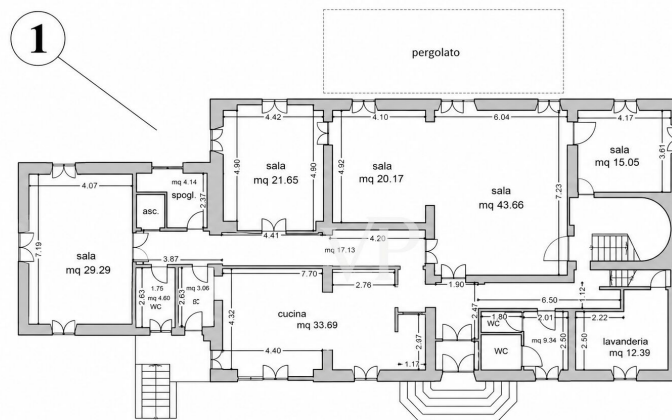 1
pergolato
4.42
4.10
6.04
4.17
4.90
sala
mq 21.65
4.90
4.92
sala
mq 20.17
sala
mq 43.66
7.23
sala
mq 15.05
3.61
4.07
mq 4.14
spogl.
2.37
asc.
7.19
sala
mq 29.29
4.41
4.20
mq 17.13
VP
3.87
7.70
2.76
1.90
6.50
1.12
2.63
1.75
mq 4.60
WC
2.63
mq 3.06
4.32
cucina
mq 33.69
4.40
2.97
1.17
2.47
WC
1.80
2.01
mq 9.34
WC
2.50
2.50
2.22
lavanderia
mq 12.39